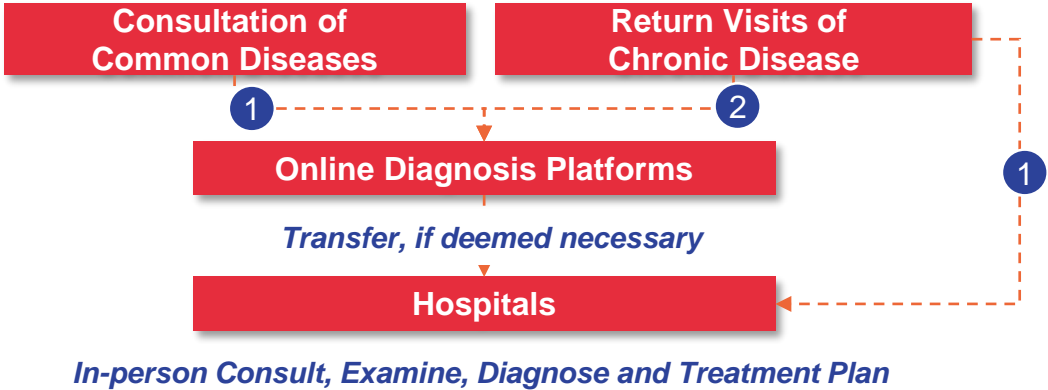 Consultation of
Common Diseases
Return Visits of
Chronic Disease
1
2
Online Diagnosis Platforms
1
Transfer, if deemed necessary
Hospitals
In-person Consult, Examine, Diagnose and Treatment Plan